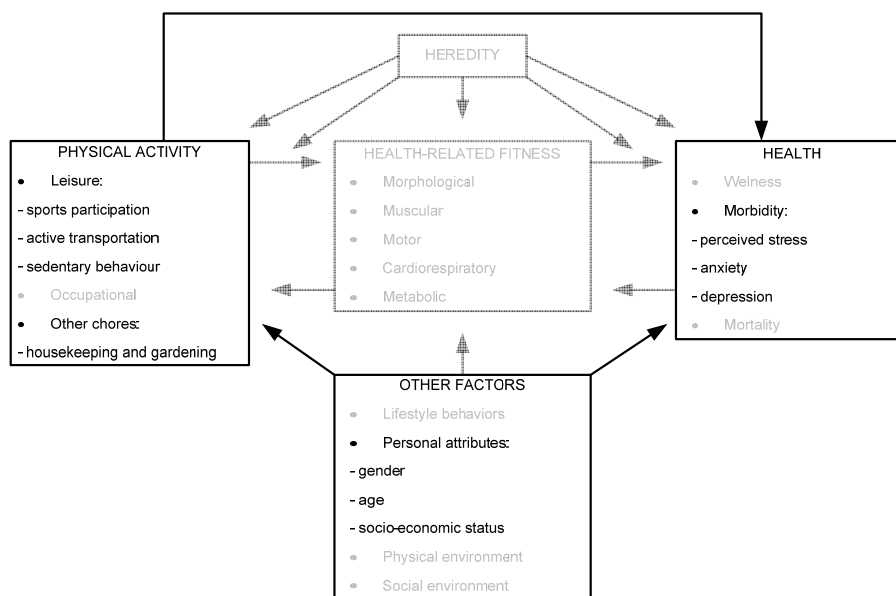 HEREDITY
PHYSICAL ACTIVITY
• Leisure:
- sports participation
- active transportation
- sedentary behaviour
• Occupational
• Other chores:
- housekeeping and gardening
HEALTH-RELATED FITNESS
• Morphological
• Muscular
• Motor
• Cardiorespiratory
• Metabolic
HEALTH
• Welness
• Morbidity:
- perceived stress
- anxiety
- depression
• Mortality
OTHER FACTORS
• Lifestyle behaviors
• Personal attributes:
- gender
- age
- socio-economic status
• Physical environment
• Social environment